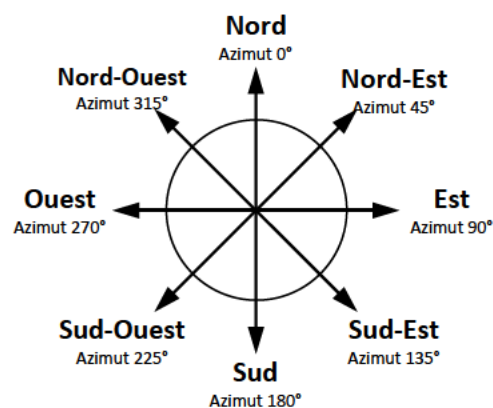 Nord
Azimut 0°
Nord-Ouest
Azimut 315°
Nord-Est
Azimut 45°
Ouest
Azimut 270°
Est
Azimut 90°
Sud-Ouest
Azimut 225°
Sud-Est
Azimut 135°
Sud
Azimut 180°